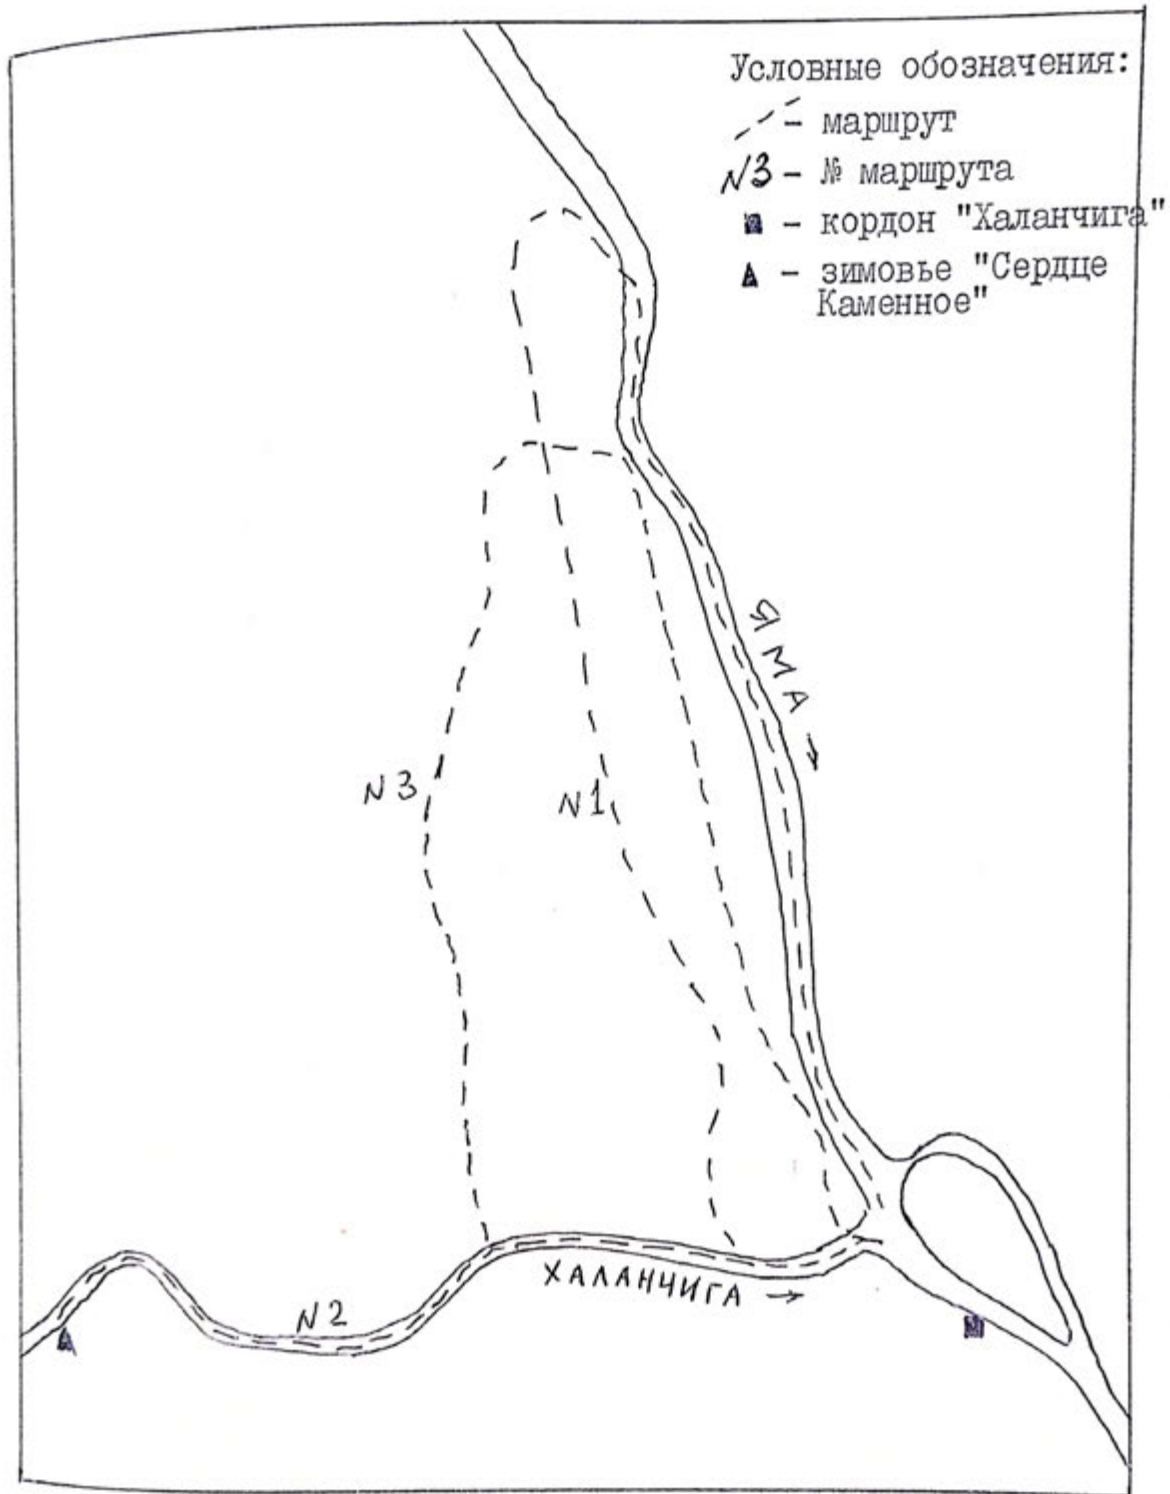 Условные обозначения:
- маршрут
N3 - № маршрута
- кордон "Халанчига"
- зимовье "Сердце
Каменное"
ЯМА
N3
N1
ХАЛАНЧИГА
N2